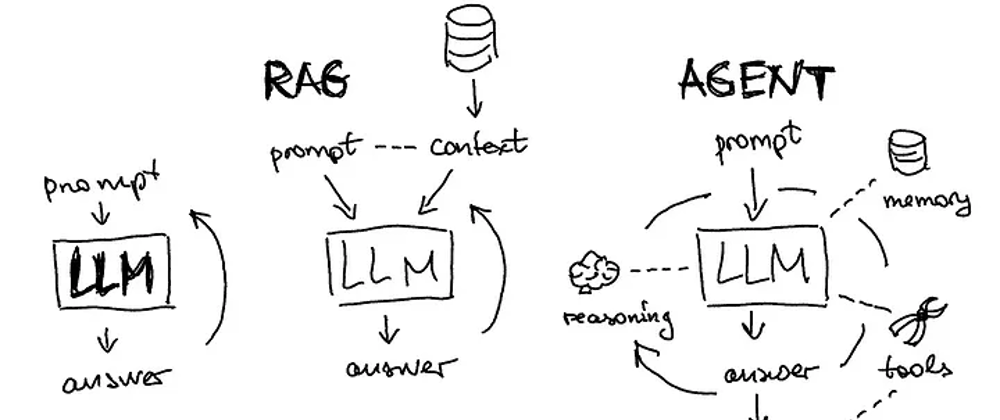 prompt
LLM
answer
RAG
prompt --- context
LLM
answer
AGENT
prompt
memory
LLM
reasoning
tools
answer